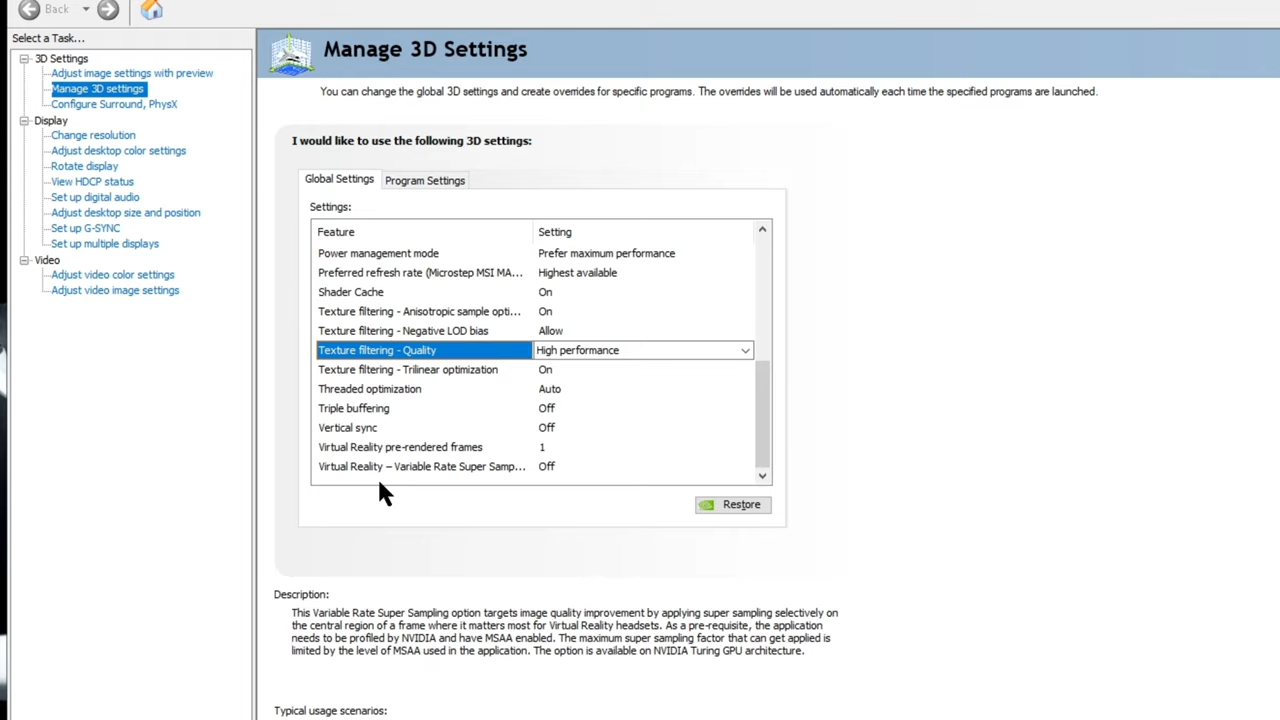 Back
Select a Task...
3D Settings
Adjust image settings with preview
Manage 3D settings
Configure Surround, PhysX
Display
Change resolution
Adjust desktop color settings
Rotate display
View HDCP status
Set up digital audio
Adjust desktop size and position
Set up G-SYNC
Set up multiple displays
Video
Adjust video color settings
Adjust video image settings
Manage 3D Settings
You can change the global 3D settings and create overrides for specific programs. The overrides will be used automatically each time the specified programs are launched.
I would like to use the following 3D settings:
Global Settings Program Settings
Settings:
Feature Setting
Power management mode Prefer maximum performance
Preferred refresh rate (Microstep MSI MA... Highest available
Shader Cache On
Texture filtering - Anisotropic sample opti... On
Texture filtering - Negative LOD bias Allow
Texture filtering - Quality High performance
Texture filtering - Trilinear optimization On
Threaded optimization Auto
Triple buffering Off
Vertical sync Off
Virtual Reality pre-rendered frames 1
Virtual Reality – Variable Rate Super Samp... Off
Restore
Description:
This Variable Rate Super Sampling option targets image quality improvement by applying super sampling selectively on
the central region of a frame where it matters most for Virtual Reality headsets. As a pre-requisite, the application
needs to be profiled by NVIDIA and have MSAA enabled. The maximum super sampling factor that can get applied is
limited by the level of MSAA used in the application. The option is available on NVIDIA Turing GPU architecture.
Typical usage scenarios: